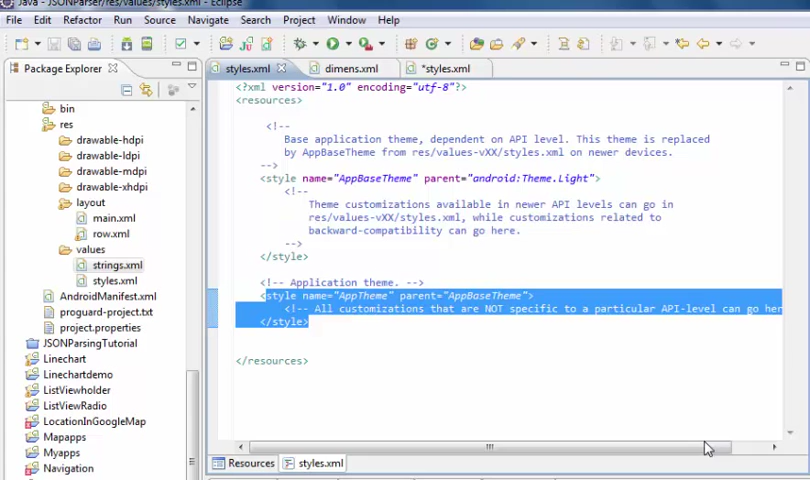 Java - JSONParser/res/values/styles.xml - Eclipse
File Edit Refactor Run Source Navigate Search Project Window Help
Package Explorer
styles.xml dimens.xml *styles.xml
bin
res
drawable-hdpi
drawable-ldpi
drawable-mdpi
drawable-xhdpi
layout
main.xml
row.xml
values
strings.xml
styles.xml
AndroidManifest.xml
proguard-project.txt
project.properties
JSONParsingTutorial
Linechart
Linechartdemo
ListViewholder
ListViewRadio
LocationInGoogleMap
Mapapps
Myapps
Navigation
<?xml version="1.0" encoding="utf-8"?>
<resources>
<!--
Base application theme, dependent on API level. This theme is replaced
by AppBaseTheme from res/values-vXX/styles.xml on newer devices.
-->
<style name="AppBaseTheme" parent="android:Theme.Light">
<!--
Theme customizations available in newer API levels can go in
res/values-vXX/styles.xml, while customizations related to
backward-compatibility can go here.
-->
</style>
<!-- Application theme. -->
<style name="AppTheme" parent="AppBaseTheme">
<!-- All customizations that are NOT specific to a particular API-level can go her
</style>
</resources>
Resources styles.xml